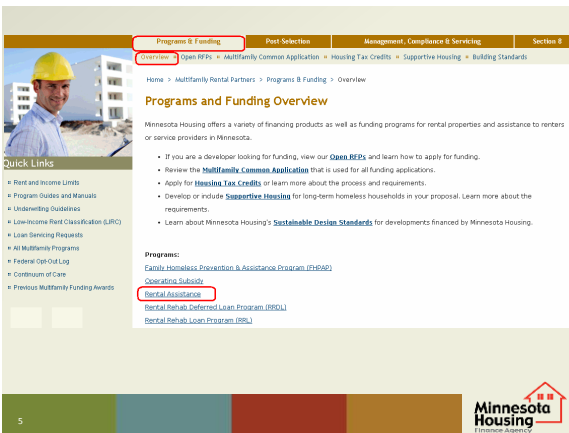 Programs & Funding Post-Selection Management, Compliance & Servicing Section 8
Overview Open RFPs Multifamily Common Application Housing Tax Credits Supportive Housing Building Standards
Home > Multifamily Rental Partners > Programs & Funding > Overview
Programs and Funding Overview
Minnesota Housing offers a variety of financing products as well as funding programs for rental properties and assistance to renters
or service providers in Minnesota.
• If you are a developer looking for funding, view our Open RFPs and learn how to apply for funding.
• Review the Multifamily Common Application that is used for all funding applications.
• Apply for Housing Tax Credits or learn more about the process and requirements.
• Develop or include Supportive Housing for long-term homeless households in your proposal. Learn more about the
requirements.
• Learn about Minnesota Housing's Sustainable Design Standards for developments financed by Minnesota Housing.
Programs:
Family Homeless Prevention & Assistance Program (FHPAP)
Operating Subsidy
Rental Assistance
Rental Rehab Deferred Loan Program (RRDL)
Rental Rehab Loan Program (RRL)
Quick Links
Rent and Income Limits
Program Guides and Manuals
Underwriting Guidelines
Low-Income Rent Classification (LIRC)
Loan Servicing Requests
All Multifamily Programs
Federal Opt-Out Log
Continuum of Care
Previous Multifamily Funding Awards
5
Minnesota
Housing
Finance Agency